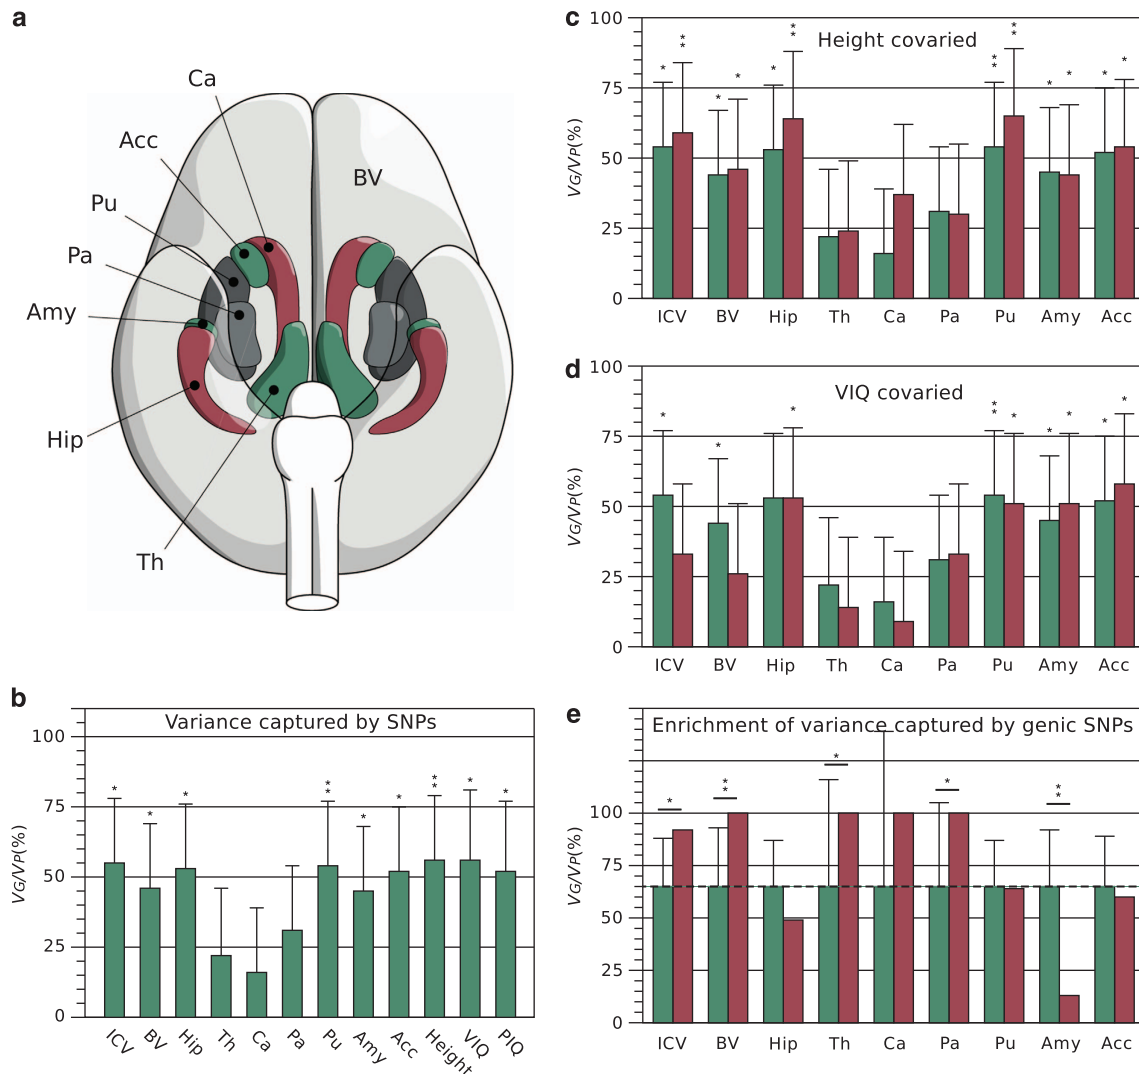 a
Ca
Acc
BV
Pu
Pa
Amy
Hip
Th
b
Variance captured by SNPs
VG/VP(%)
100
75
50
25
0
* * * ** * * ** * *
ICV BV Hip Th Ca Pa Pu Amy Acc Height VIQ PIQ
c
Height covaried
VG/VP(%)
100
75
50
25
0
* ** * * * ** ** ** * * * *
ICV BV Hip Th Ca Pa Pu Amy Acc
d
VIQ covaried
VG/VP(%)
100
75
50
25
0
* * * ** * * * * *
ICV BV Hip Th Ca Pa Pu Amy Acc
e
Enrichment of variance captured by genic SNPs
VG/VP(%)
100
75
50
25
0
* ** * * **
ICV BV Hip Th Ca Pa Pu Amy Acc